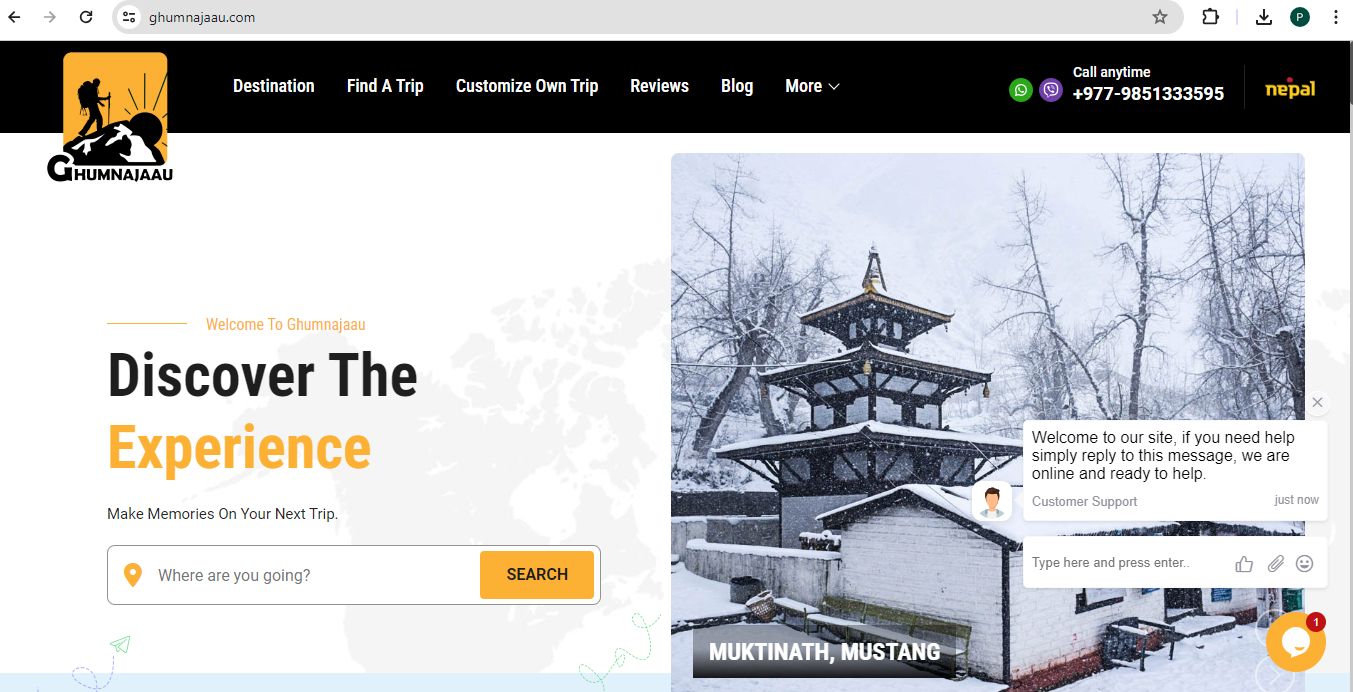 ghumnajaau.com
P
GHUMNAJAAU
Destination
Find A Trip
Customize Own Trip
Reviews
Blog
More
Call anytime
+977-9851333595
nepal
Welcome To Ghumnajaau
Discover The
Experience
Make Memories On Your Next Trip.
Where are you going?
SEARCH
MUKTINATH, MUSTANG
Welcome to our site, if you need help
simply reply to this message, we are
online and ready to help.
Customer Support
just now
Type here and press enter..
1